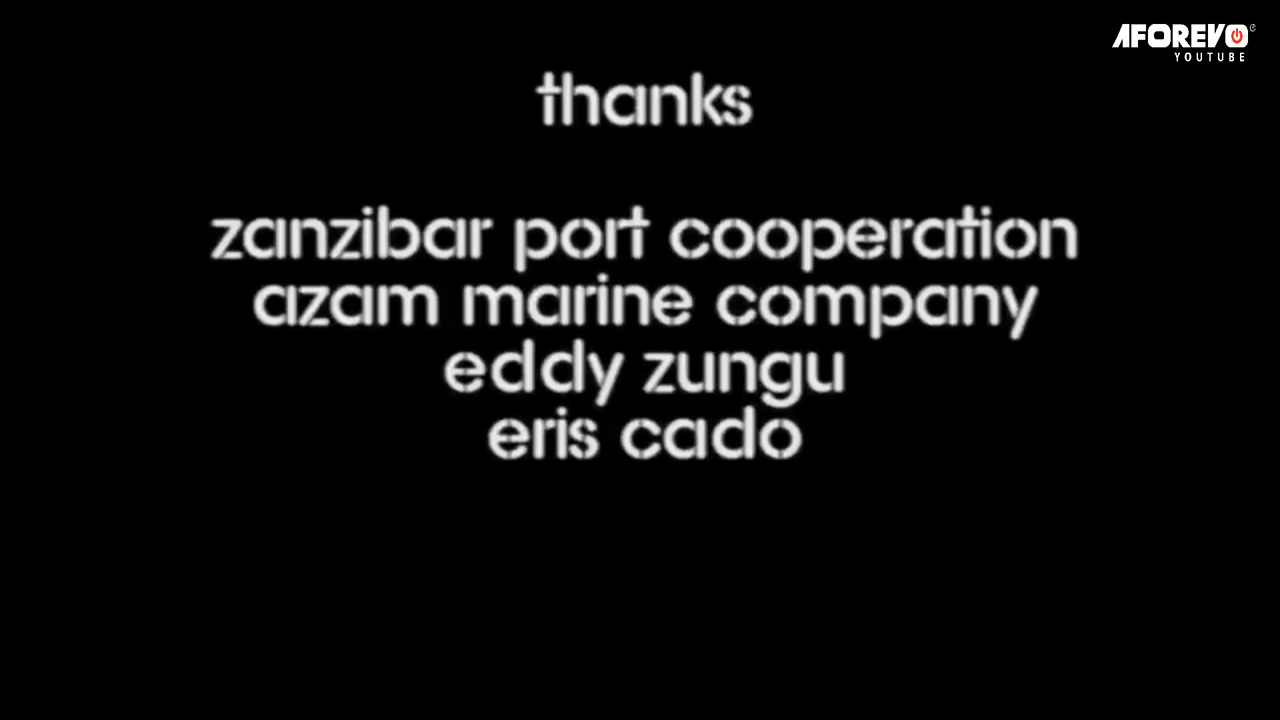 AFOREVO
YOUTUBE
thanks
zanzibar port cooperation
azam marine company
eddy zungu
eris cado